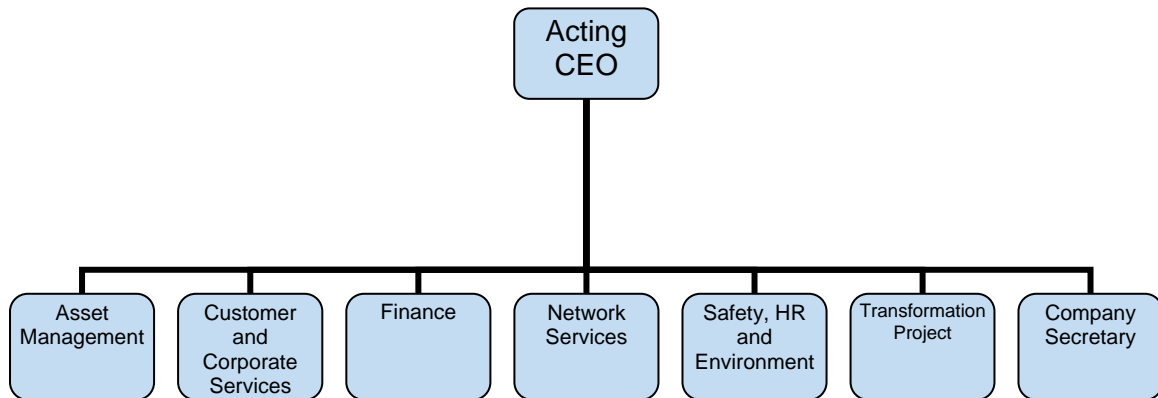 Acting
CEO
Asset
Management
Customer
and
Corporate
Services
Finance
Network
Services
Safety, HR
and
Environment
Transformation
Project
Company
Secretary